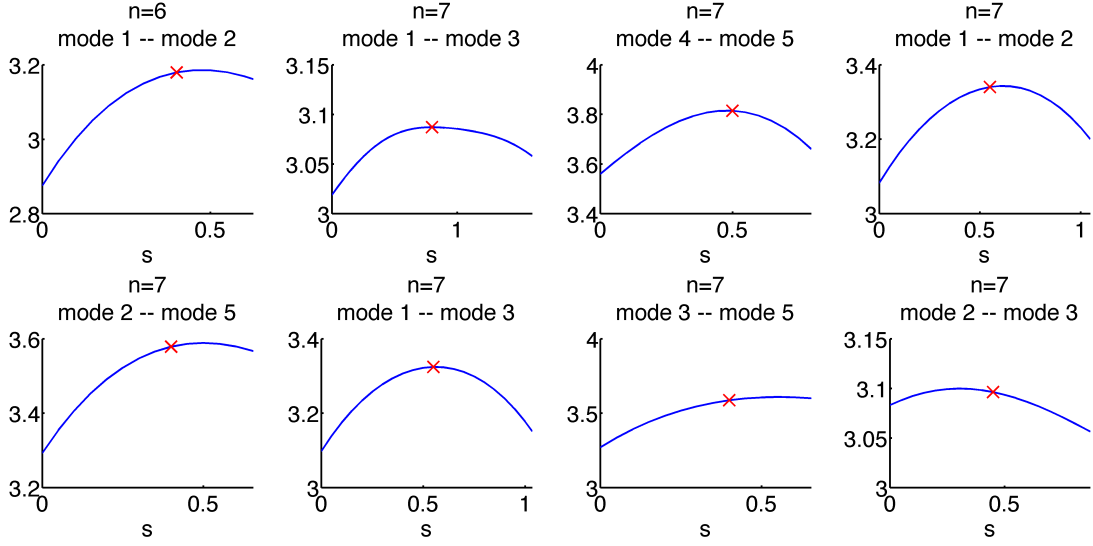 n=6
mode 1 -- mode 2
3.2
3
2.8
0
0.5
s
n=7
mode 1 -- mode 3
3.15
3.1
3.05
3
0
1
s
n=7
mode 4 -- mode 5
4
3.8
3.6
3.4
0
0.5
s
n=7
mode 1 -- mode 2
3.4
3.2
3
0
0.5
1
s
n=7
mode 2 -- mode 5
3.6
3.4
3.2
0
0.5
s
n=7
mode 1 -- mode 3
3.4
3.2
3
0
0.5
1
s
n=7
mode 3 -- mode 5
4
3.5
3
0
0.5
s
n=7
mode 2 -- mode 3
3.15
3.1
3.05
3
0
0.5
s